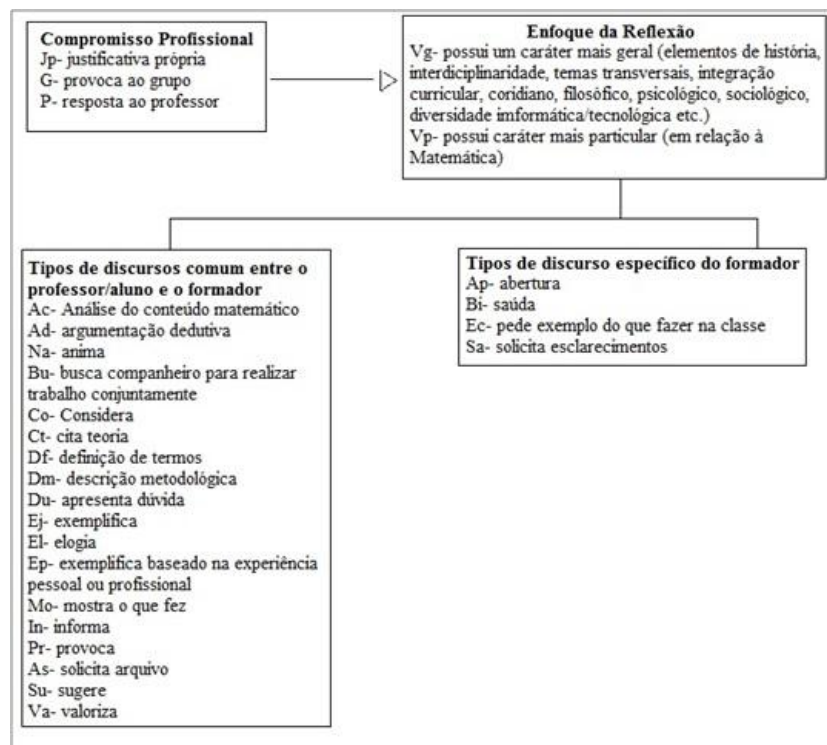 Compromisso Profissional
Jp- justificativa própria
G- provoca ao grupo
P- resposta ao professor
Enfoque da Reflexão
Vg- possui um caráter mais geral (elementos de história,
interdiciplinaridade, temas transversais, integração
curricular, coridiano, filosófico, psicológico, sociológico,
diversidade imformática/tecnológica etc.)
Vp- possui caráter mais particular (em relação à
Matemática)
Tipos de discursos comum entre o
professor/aluno e o formador
Ac- Análise do conteúdo matemático
Ad- argumentação dedutiva
Na- anima
Bu- busca companheiro para realizar
trabalho conjuntamente
Co- Considera
Ct- cita teoria
Df- definição de termos
Dm- descrição metodológica
Du- apresenta dúvida
Ej- exemplifica
El- elogia
Ep- exemplifica baseado na experiência
pessoal ou profissional
Mo- mostra o que fez
In- informa
Pr- provoca
As- solicita arquivo
Su- sugere
Va- valoriza
Tipos de discurso específico do formador
Ap- abertura
Bi- saúda
Ec- pede exemplo do que fazer na classe
Sa- solicita esclarecimentos